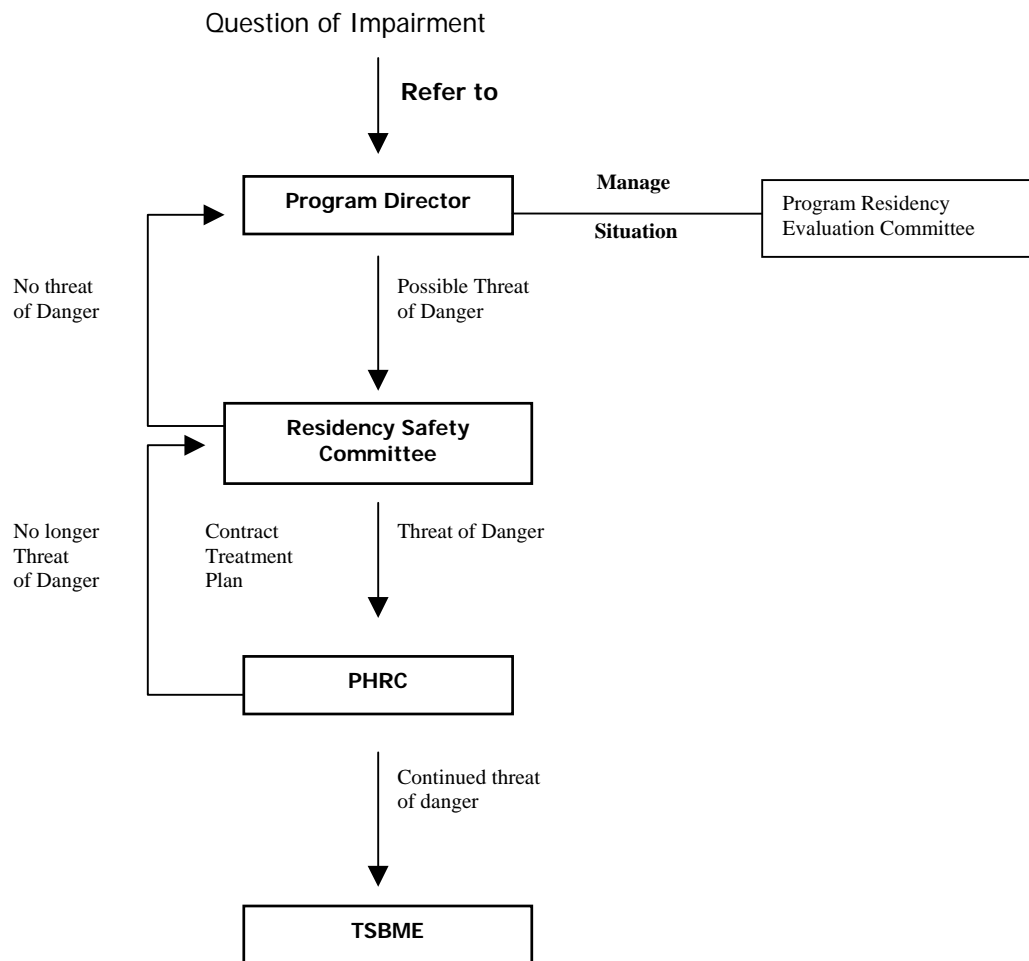 Question of Impairment
Refer to
Program Director
Manage
Situation
Program Residency
Evaluation Committee
No threat
of Danger
Possible Threat
of Danger
Residency Safety
Committee
No longer
Threat
of Danger
Contract
Treatment
Plan
Threat of Danger
PHRC
Continued threat
of danger
TSBME